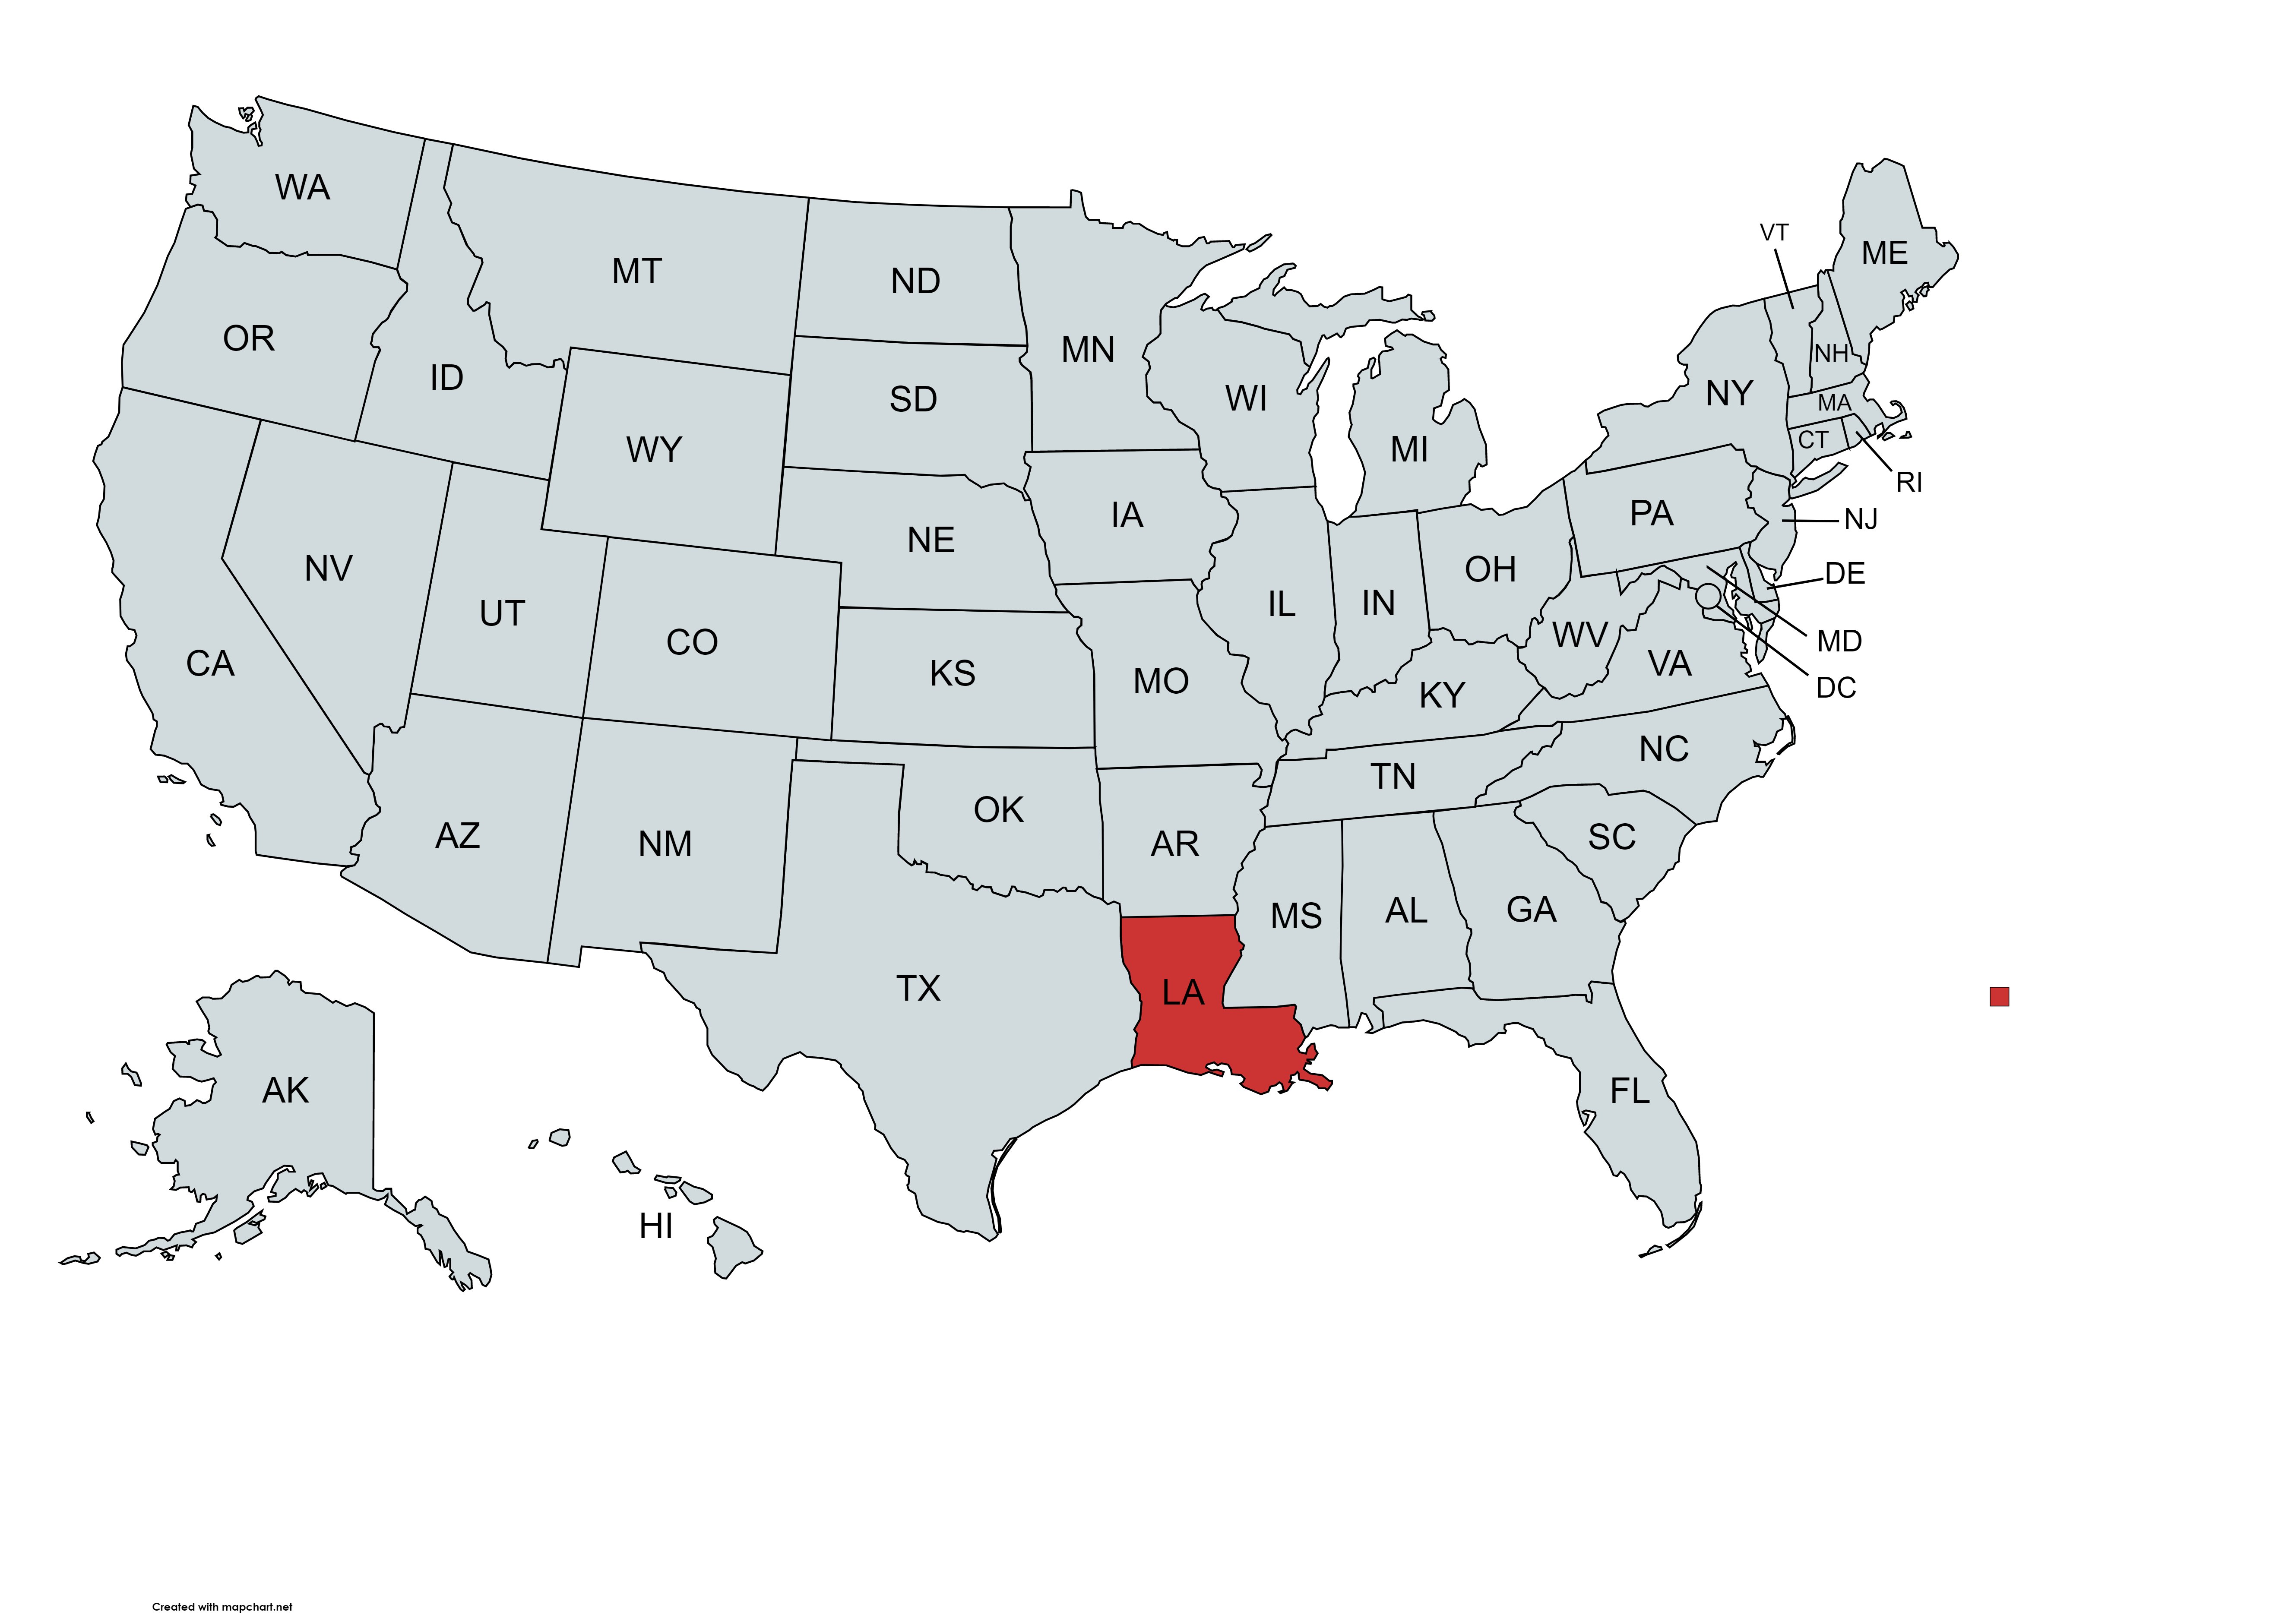 WA
MT
ND
MN
VT
ME
OR
ID
SD
WI
MI
NY
NH
MA
CT
RI
WY
NE
IA
PA
NJ
NV
UT
CO
KS
MO
IL
IN
OH
DE
WV
VA
MD
DC
CA
KY
NC
TN
AZ
NM
OK
AR
SC
MS
AL
GA
TX
LA
AK
FL
HI
Created with mapchart.net